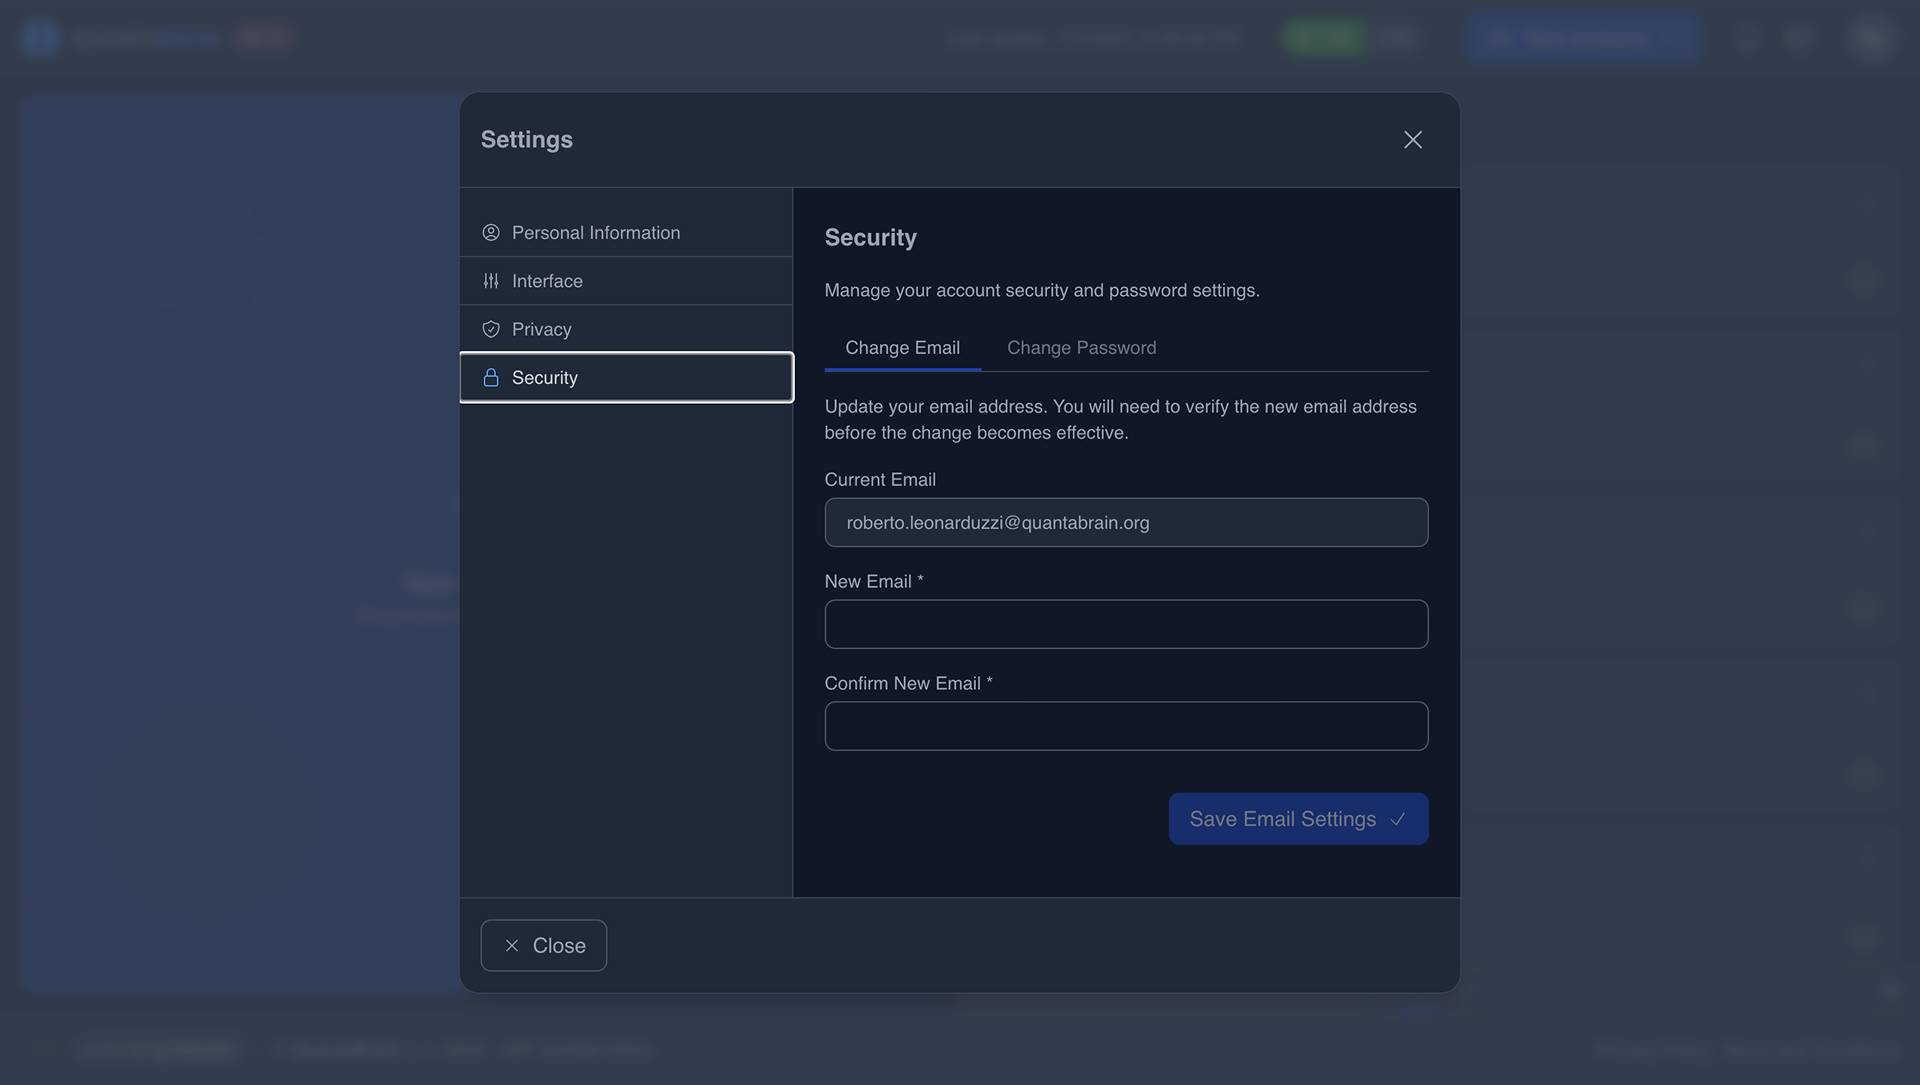 Settings
Personal Information
Interface
Privacy
Security
Security
Manage your account security and password settings.
Change Email
Change Password
Update your email address. You will need to verify the new email address
before the change becomes effective.
Current Email
roberto.leonarduzzi@quantabrain.org
New Email *
Confirm New Email *
Save Email Settings
Close